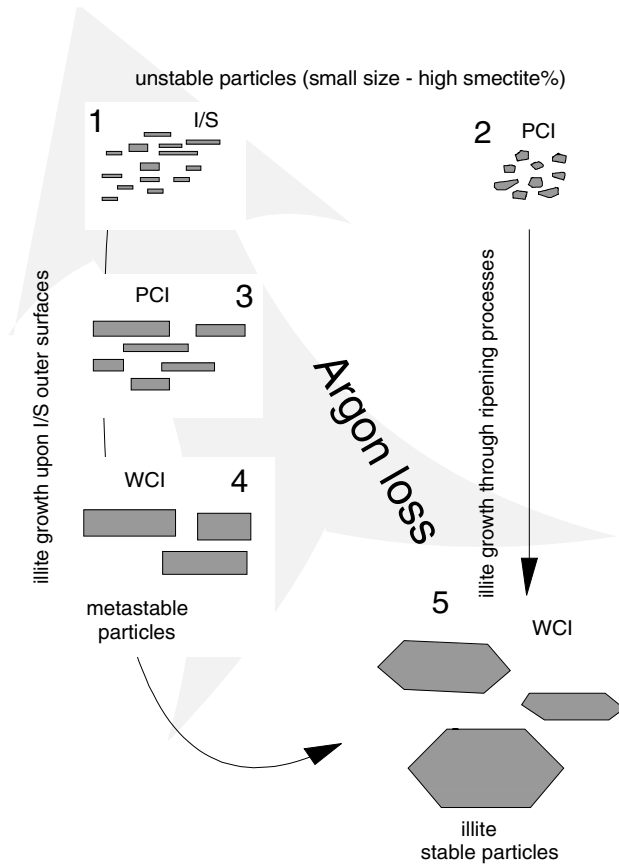 unstable particles (small size - high smectite%)
1
I/S
2
PCI
PCI
3
illite growth upon I/S outer surfaces
WCI
4
metastable
particles
Argon loss
illite growth through ripening processes
5
WCI
illite
stable particles